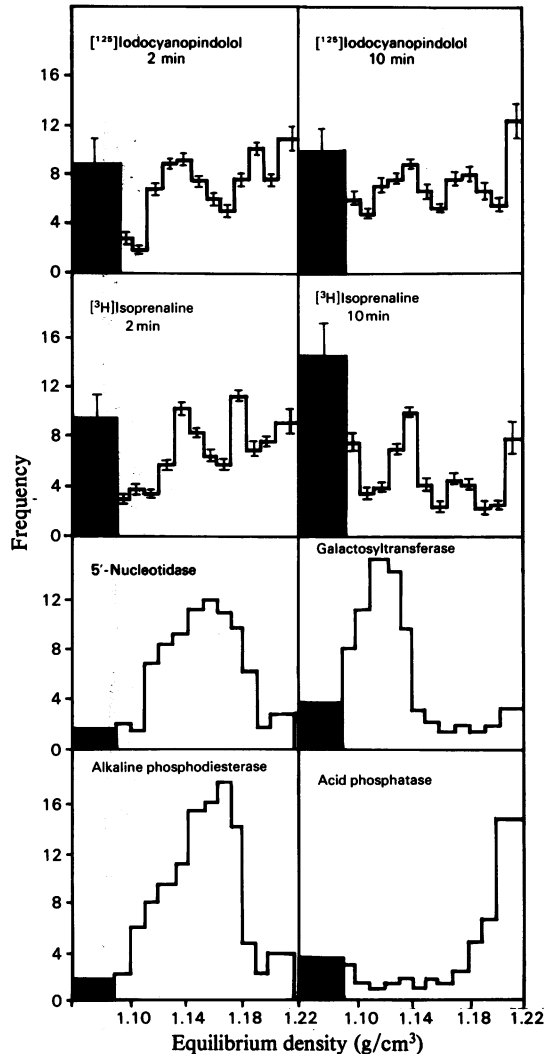 [¹²⁵]Iodocyanopindolol
2 min
[¹²⁵]Iodocyanopindolol
10 min
16
12
8
4
0
[³H]Isoprenaline
2 min
[³H]Isoprenaline
10 min
16
12
8
4
0
Frequency
5′-Nucleotidase
Galactosyltransferase
12
8
4
0
Alkaline phosphodiesterase
Acid phosphatase
16
12
8
4
0
1.10 1.14 1.18 1.22 1.10 1.14 1.18 1.22
Equilibrium density (g/cm³)